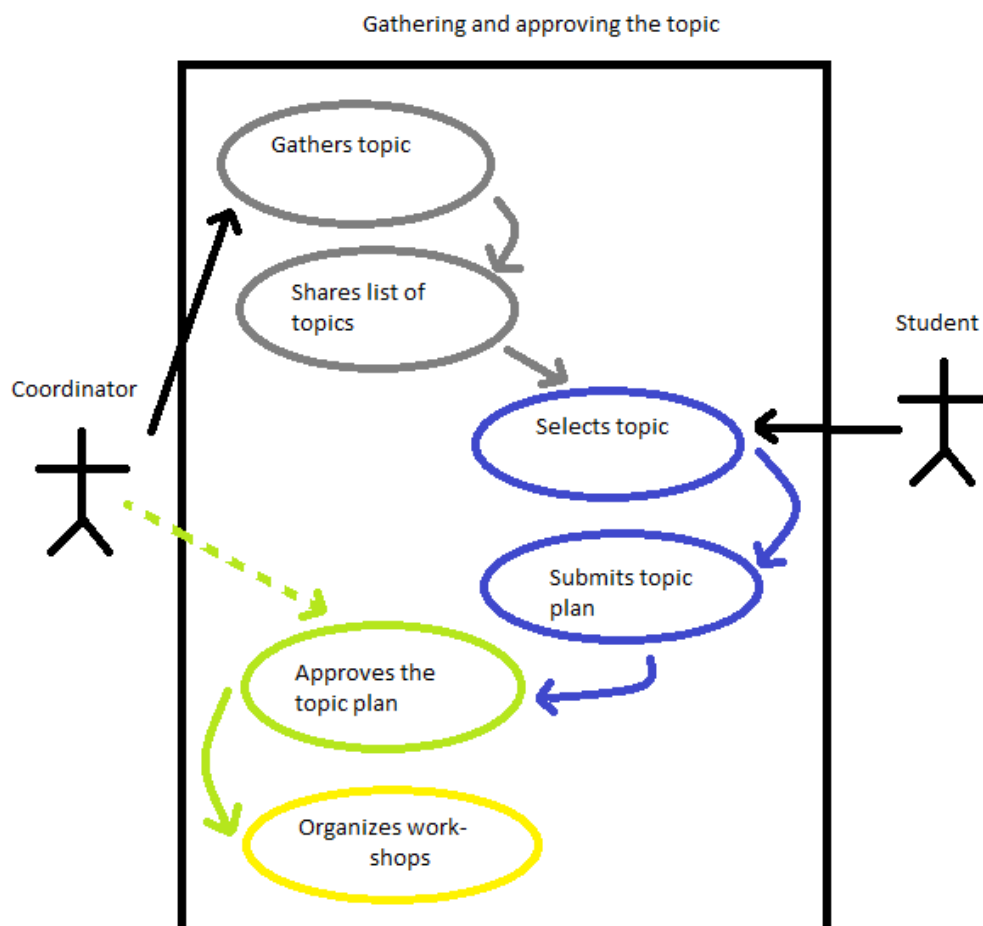 Gathering and approving the topic
Gathers topic
Shares list of
topics
Student
Coordinator
Selects topic
Submits topic
plan
Approves the
topic plan
Organizes work-
shops